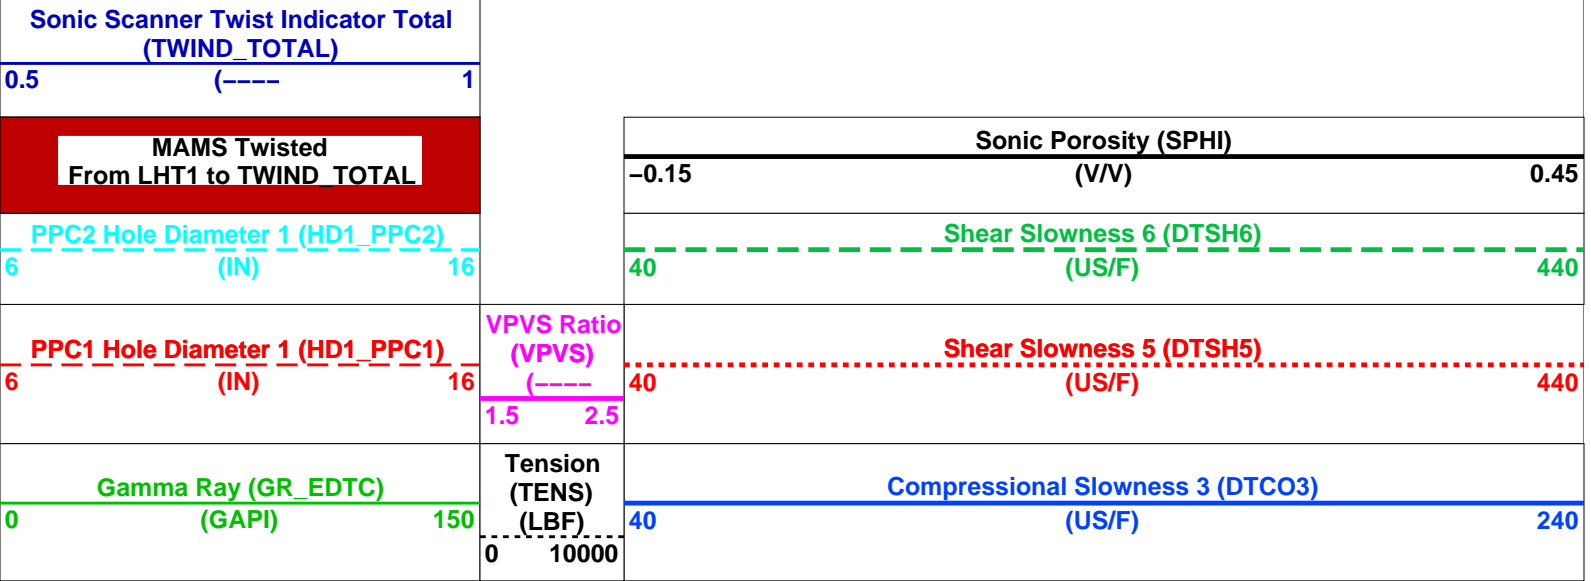 Sonic Scanner Twist Indicator Total
(TWIND_TOTAL)
0.5 (−−−− 1
MAMS Twisted
From LHT1 to TWIND_TOTAL
Sonic Porosity (SPHI)
−0.15 (V/V) 0.45
PPC2 Hole Diameter 1 (HD1_PPC2)
6 (IN) 16
Shear Slowness 6 (DTSH6)
40 (US/F) 440
PPC1 Hole Diameter 1 (HD1_PPC1)
6 (IN) 16
VPVS Ratio
(VPVS)
(−−−−
1.5 2.5
Shear Slowness 5 (DTSH5)
40 (US/F) 440
Gamma Ray (GR_EDTC)
0 (GAPI) 150
Tension
(TENS)
(LBF)
0 10000
Compressional Slowness 3 (DTCO3)
40 (US/F) 240